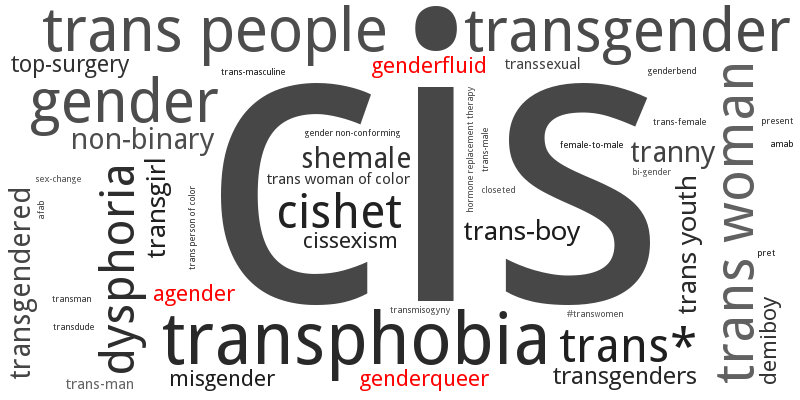 trans people
transgender
top-surgery
trans-masculine
genderfluid
transsexual
genderbend
gender
cis
hormone replacement therapy
trans-male
trans-female
present
non-binary
gender non-conforming
female-to-male
amab
shemale
tranny
trans woman
sex-change
afab
dysphoria
transgirl
trans person of color
trans woman of color
closeted
bi-gender
transgendered
cishet
trans-boy
trans youth
cissexism
pret
agender
transman
transmisogyny
#transwomen
demiboy
transdude
transphobia
trans*
trans-man
misgender
genderqueer
transgenders